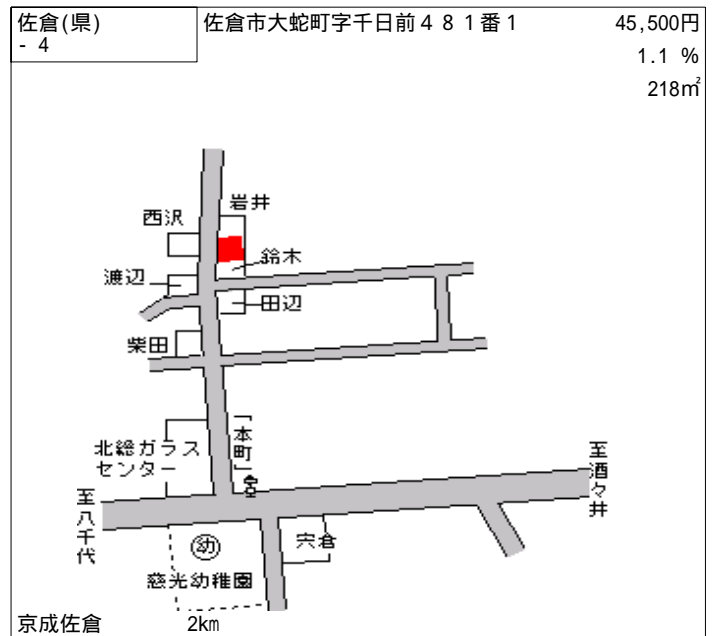 佐倉(県)
- 4
佐倉市大蛇町字千日前４８１番１
45,500円
1.1 %
218㎡
岩井
西沢
鈴木
渡辺
田辺
柴田
北総ガラス
センター
「本町」
至酒々井
至八千代
宍倉
幼
慈光幼稚園
京成佐倉 2km